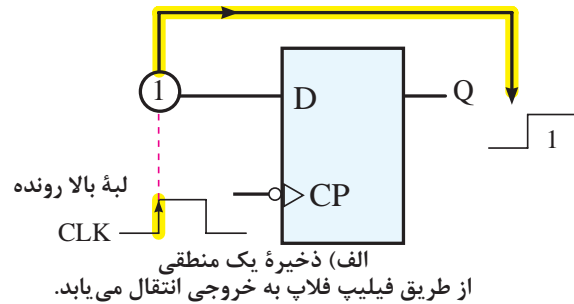 1
D
Q
1
CP
لبهٔ بالا رونده
CLK
الف) ذخیرهٔ یک منطقی
از طریق فیلیپ فلاپ به خروجی انتقال می‌یابد.